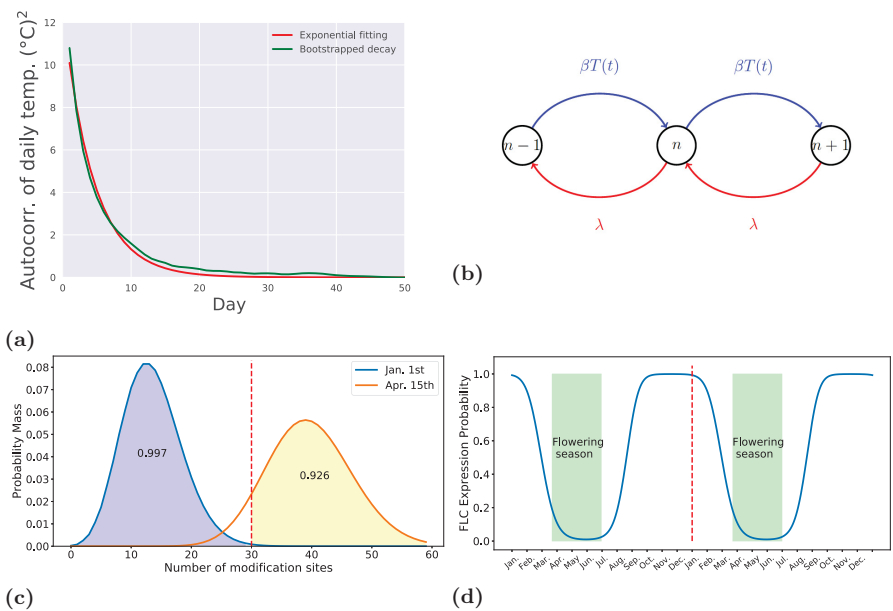 12
10
8
6
4
2
0
Autocorr. of daily temp. (°C)²
Exponential fitting
Bootstrapped decay
0 10 20 30 40 50
Day
(a)
βT(t) βT(t)
n − 1 n n + 1
λ λ
(b)
0.08
0.07
0.06
0.05
0.04
0.03
0.02
0.01
0.00
Probability Mass
Jan. 1st
Apr. 15th
0.997
0.926
0 10 20 30 40 50 60
Number of modification sites
(c)
1.0
0.8
0.6
0.4
0.2
0.0
FLC Expression Probability
Flowering
season
Flowering
season
Jan. Feb. Mar. Apr. May Jun. Jul. Aug. Sep. Oct. Nov. Dec. Jan. Feb. Mar. Apr. May Jun. Jul. Aug. Sep. Oct. Nov. Dec.
(d)